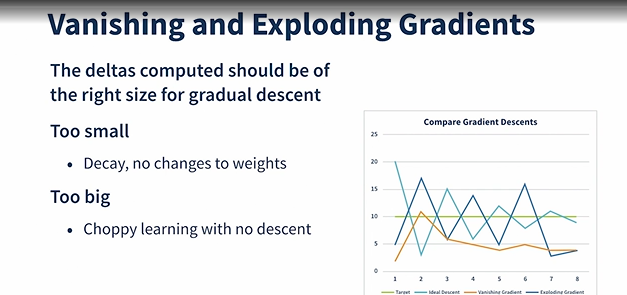 Vanishing and Exploding Gradients
The deltas computed should be of
the right size for gradual descent
Too small
• Decay, no changes to weights
Too big
• Choppy learning with no descent
Compare Gradient Descents
25
20
15
10
5
0
1 2 3 4 5 6 7 8
Target Ideal Descent Vanishing Gradient Exploding Gradient